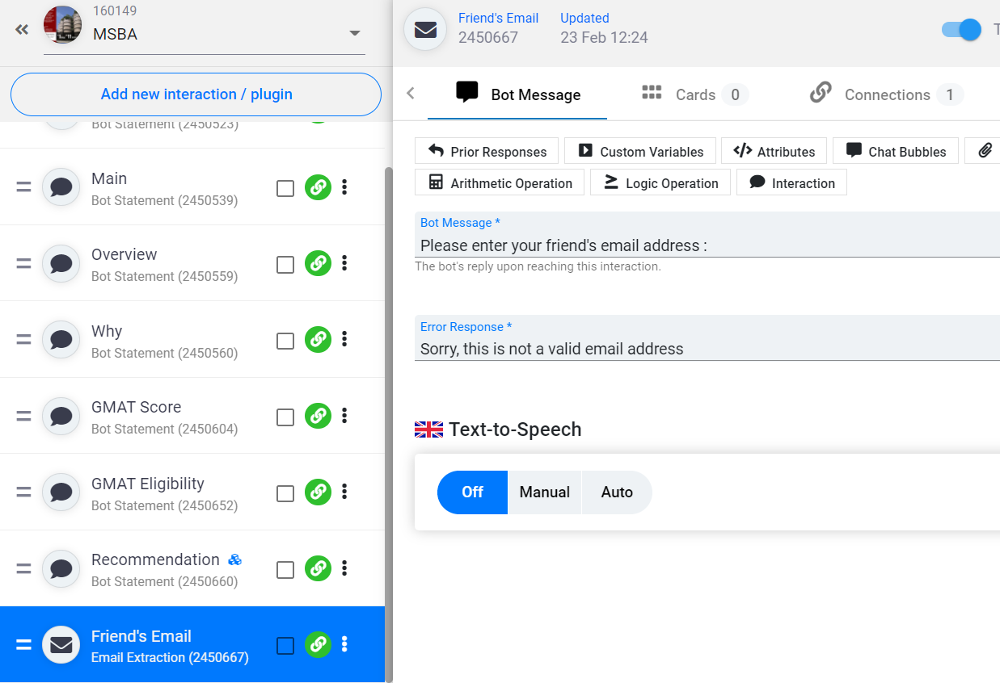 160149
MSBA
Add new interaction / plugin
Bot Statement (2450523)
Main
Bot Statement (2450539)
Overview
Bot Statement (2450559)
Why
Bot Statement (2450560)
GMAT Score
Bot Statement (2450604)
GMAT Eligibility
Bot Statement (2450652)
Recommendation
Bot Statement (2450660)
Friend's Email
Email Extraction (2450667)
Friend's Email
2450667
Updated
23 Feb 12:24
T
Bot Message
Cards 0
Connections 1
Prior Responses
Custom Variables
Attributes
Chat Bubbles
Arithmetic Operation
Logic Operation
Interaction
Bot Message *
Please enter your friend's email address :
The bot's reply upon reaching this interaction.
Error Response *
Sorry, this is not a valid email address
Text-to-Speech
Off
Manual
Auto